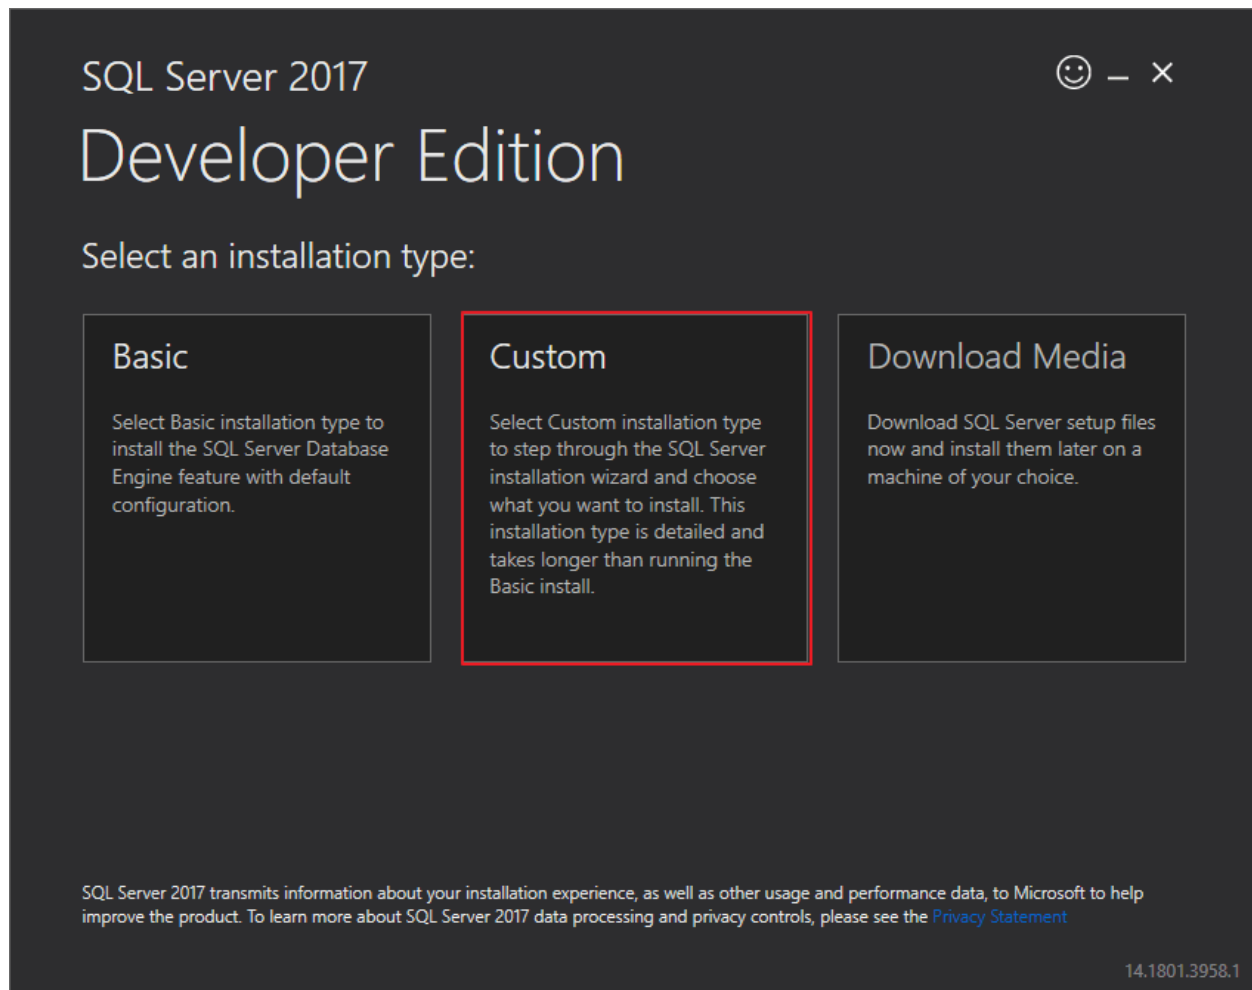 SQL Server 2017
Developer Edition
Select an installation type:
Basic
Select Basic installation type to
install the SQL Server Database
Engine feature with default
configuration.
Custom
Select Custom installation type
to step through the SQL Server
installation wizard and choose
what you want to install. This
installation type is detailed and
takes longer than running the
Basic install.
Download Media
Download SQL Server setup files
now and install them later on a
machine of your choice.
SQL Server 2017 transmits information about your installation experience, as well as other usage and performance data, to Microsoft to help
improve the product. To learn more about SQL Server 2017 data processing and privacy controls, please see the Privacy Statement
14.1801.3958.1